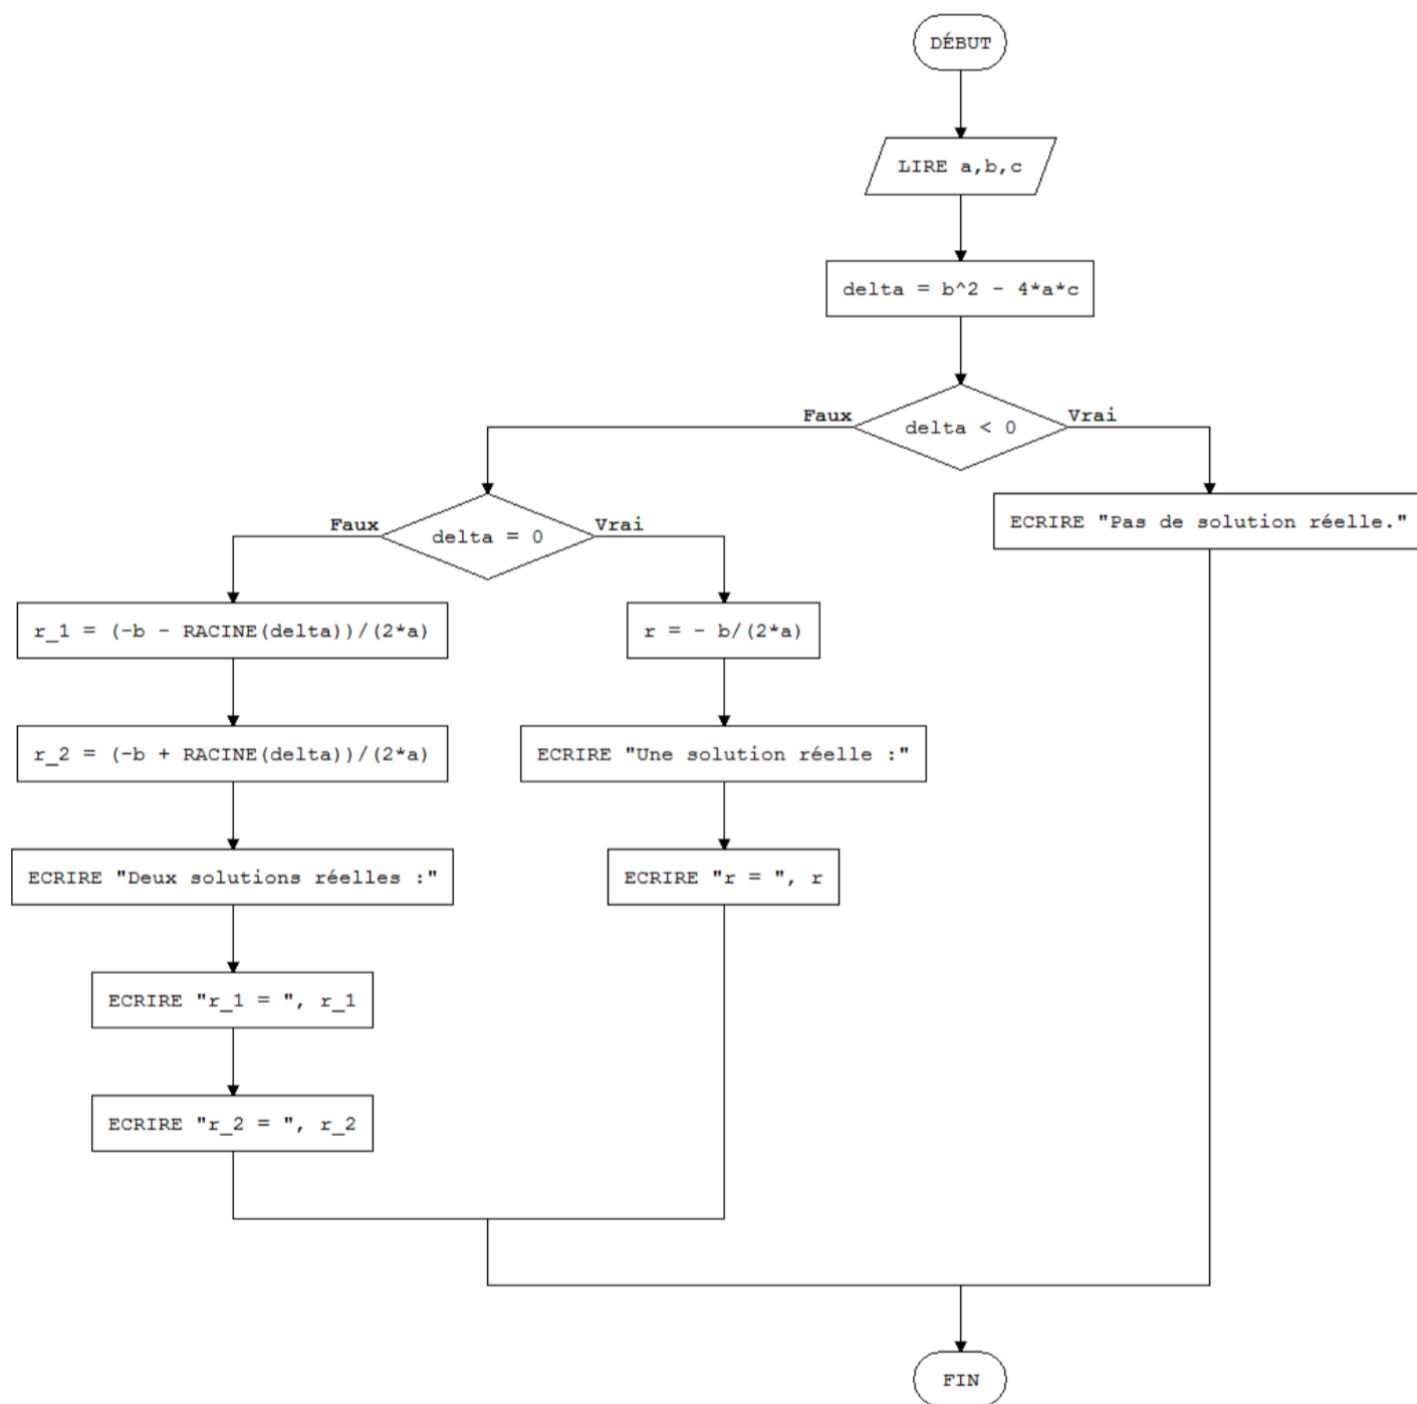 DÉBUT
LIRE a,b,c
delta = b^2 - 4*a*c
delta < 0
Faux
Vrai
ECRIRE "Pas de solution réelle."
delta = 0
Faux
Vrai
r_1 = (-b - RACINE(delta))/(2*a)
r_2 = (-b + RACINE(delta))/(2*a)
ECRIRE "Deux solutions réelles :"
ECRIRE "r_1 = ", r_1
ECRIRE "r_2 = ", r_2
r = - b/(2*a)
ECRIRE "Une solution réelle :"
ECRIRE "r = ", r
FIN